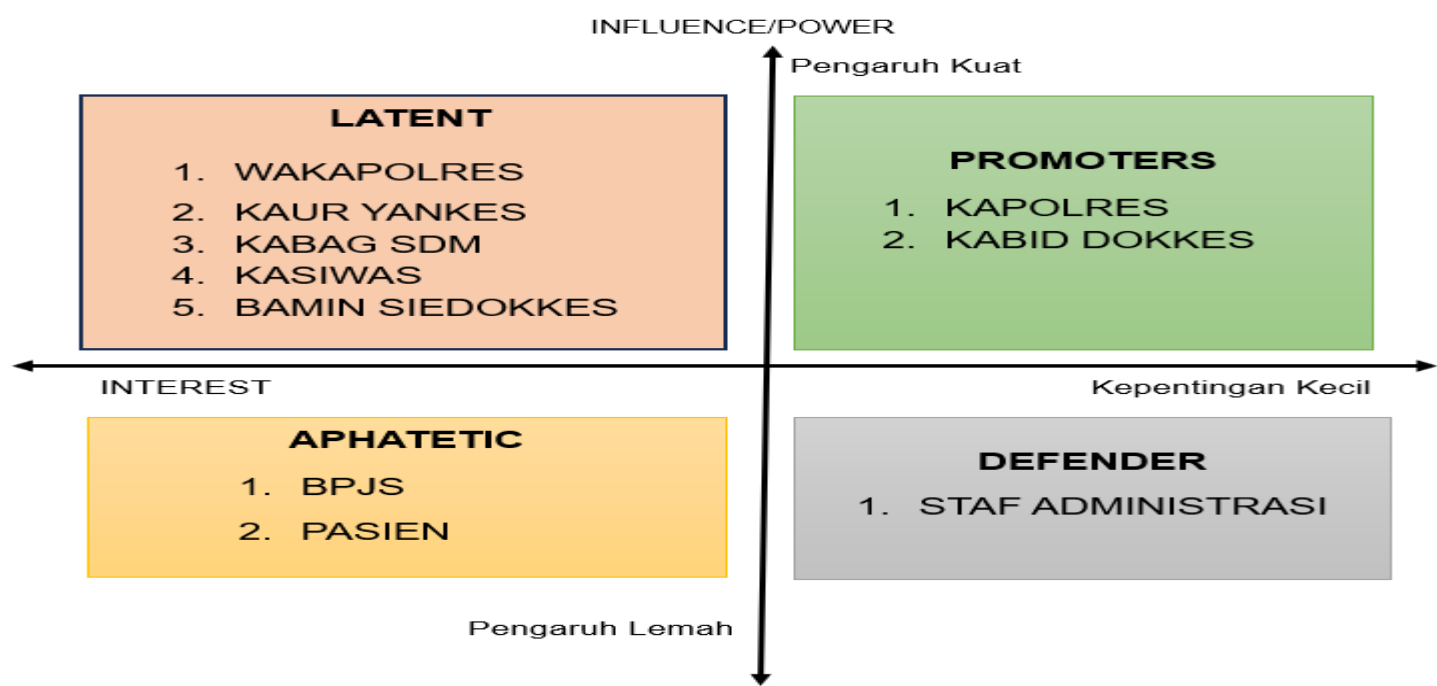 INFLUENCE/POWER
Pengaruh Kuat
LATENT
1. WAKAPOLRES
2. KAUR YANKES
3. KABAG SDM
4. KASIWAS
5. BAMIN SIEDOKKES
PROMOTERS
1. KAPOLRES
2. KABID DOKKES
INTEREST
Kepentingan Kecil
APHATETIC
1. BPJS
2. PASIEN
DEFENDER
1. STAF ADMINISTRASI
Pengaruh Lemah